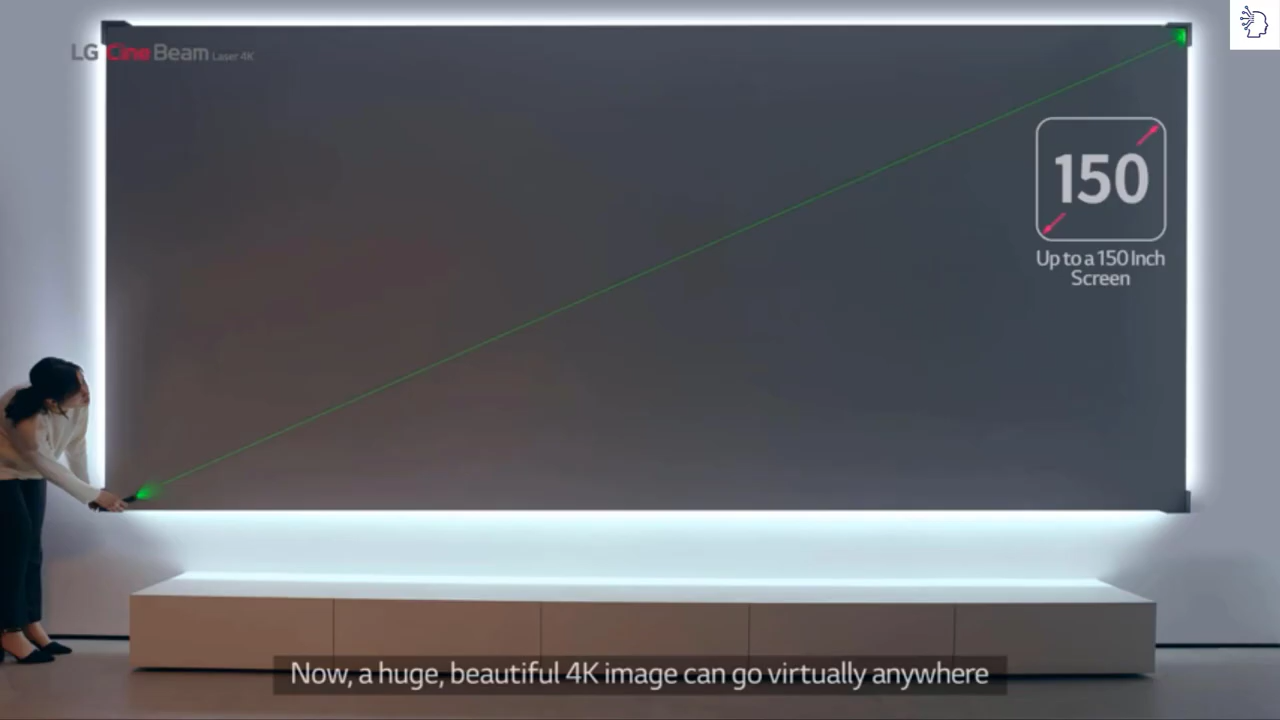 LG CineBeam Laser 4K
150
Up to a 150 Inch
Screen
Now, a huge, beautiful 4K image can go virtually anywhere